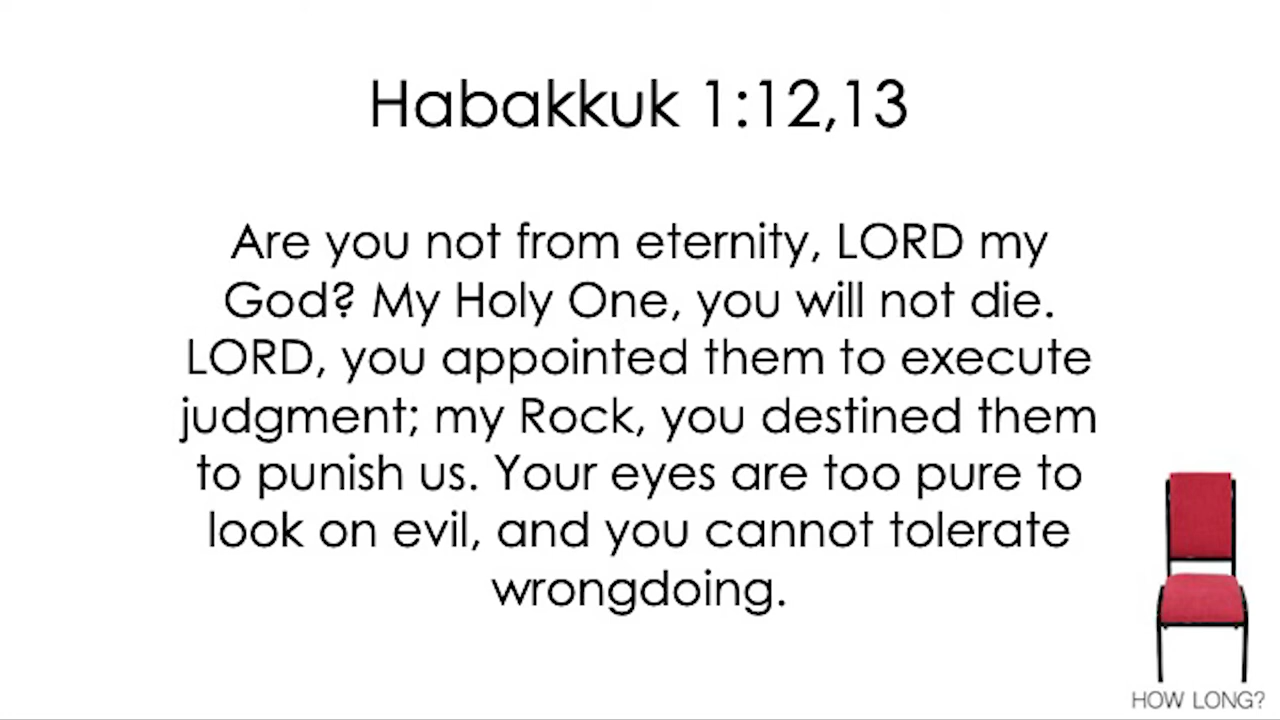 Habakkuk 1:12,13
Are you not from eternity, LORD my
God? My Holy One, you will not die.
LORD, you appointed them to execute
judgment; my Rock, you destined them
to punish us. Your eyes are too pure to
look on evil, and you cannot tolerate
wrongdoing.
HOW LONG?